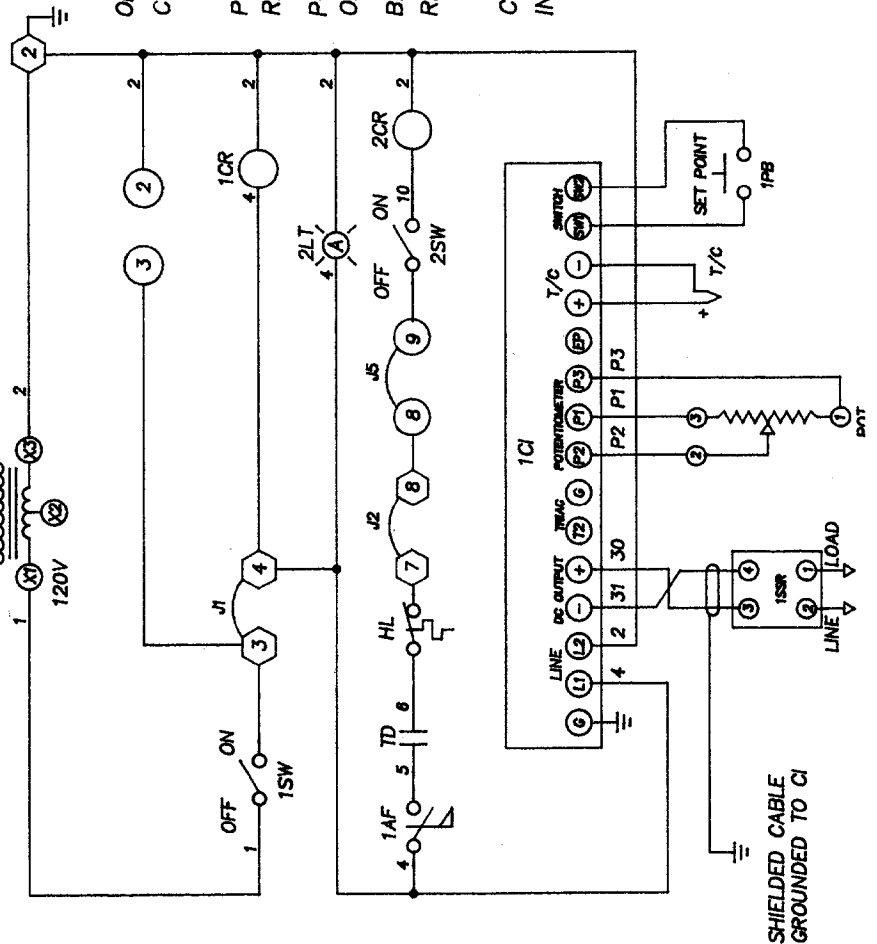 120V
X1
X2
X3
1
2
2
3
2
2
OFF
ON
1SW
1
3
J1
4
4
1CR
2
4
2LT
A
2
4
1AF
5
TD
6
HL
7
J2
8
8
J5
9
OFF
ON
2SW
10
2CR
2
1CI
LINE
DC OUTPUT
TRIAC
POTENTIOMETER
T/C
SWITCH
G
L1
L2
-
+
T2
G
P2
P1
P3
EP
+
-
SW1
SW2
4
2
31
30
P2
P1
P3
+
T/C
SET POINT
1PB
2
3
1
3
4
1SSR
2
1
LINE
LOAD
SHIELDED CABLE
GROUNDED TO CI